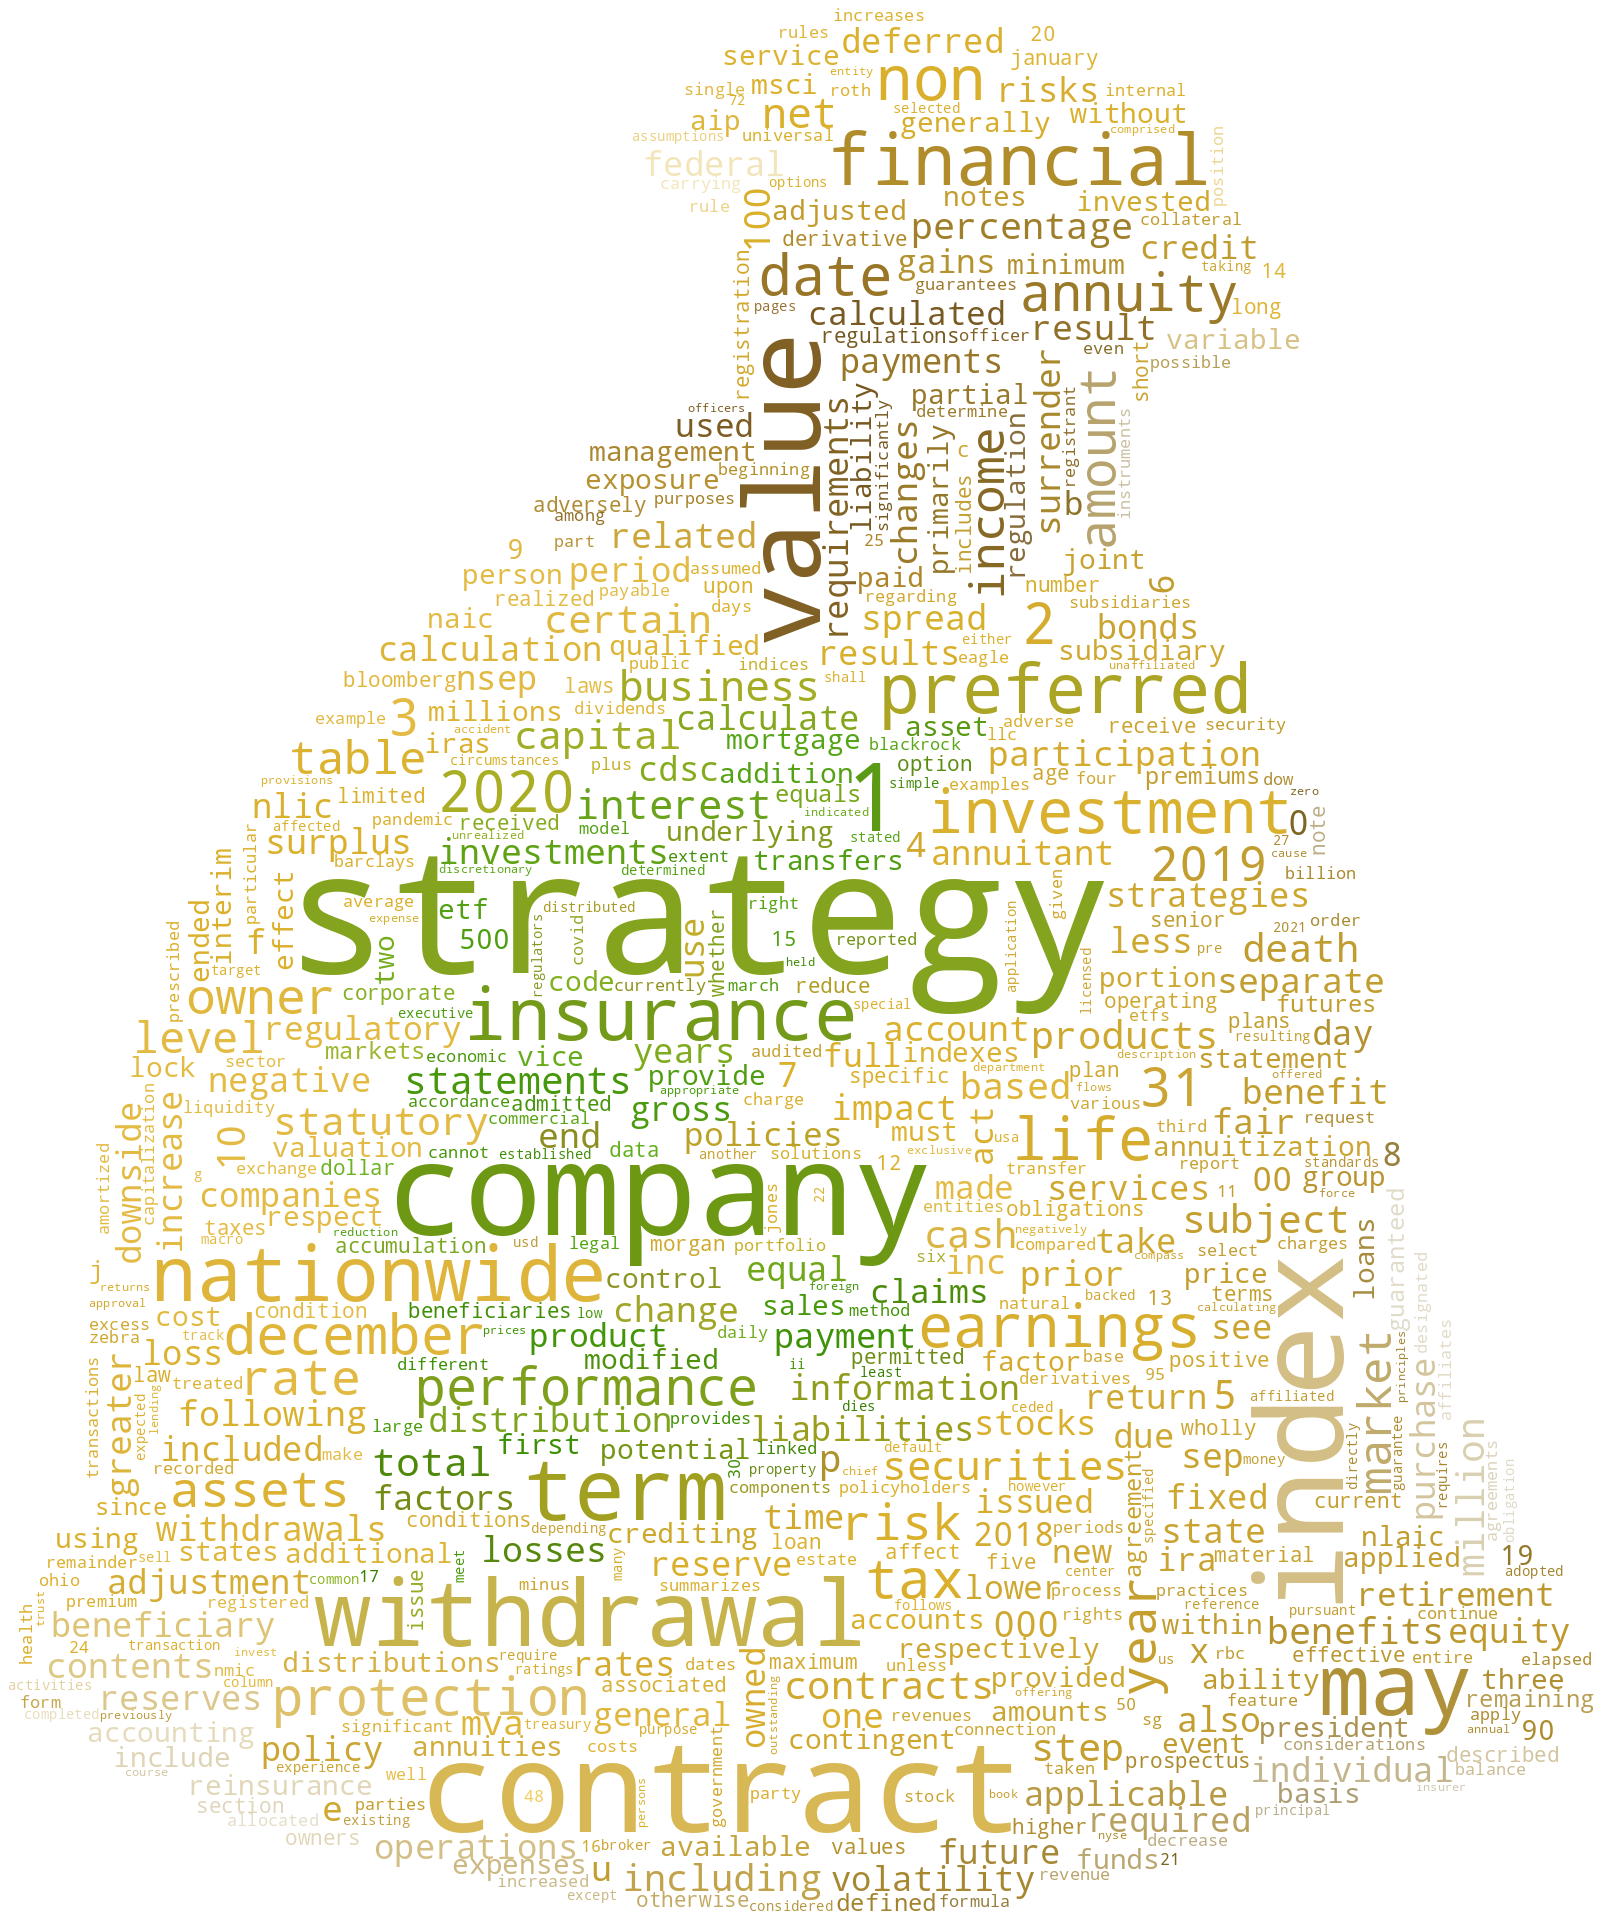 increases
rules deferred 20
service non january
single msci entity roth risks internal
72 net selected without
aip universal generally comprised
assumptions financial position
federal
carrying options
rule 100 adjusted notes invested
derivative percentage collateral
registration date gains minimum credit
guarantees taking 14
pages calculated annuity long
regulations officer result variable
value payments even short possible
officers partial surrender amount
used requirements liability determine registrant instruments
management beginning changes primarily c income regulation
exposure significantly includes b
adversely purposes
among
part related 25 joint
9 person period assumed paid number 6
realized payable upon regarding subsidiaries
naic certain days spread 2 bonds
calculation qualified results either subsidiary
public indices eagle unaffiliated
bloomberg nsep laws business shall preferred
3 millions dividends calculate asset adverse receive security
example accident llc
table iras capital mortgage blackrock participation
circumstances plus cdsc addition option age four premiums dow
provisions 2020 interest 1 simple examples zero
nlic limited equals investment 0 note
affected pandemic received model indicated
surplus unrealized underlying stated 4 annuitant 2019 27
barclays investments extent transfers cause
particular discretionary determined billion
interim strategy given strategies
effect average etf distributed right senior 2021 order
expense
prescribed ended f 500 regulators covid use whether 15 reported application less pre death
two held
target code currently march reduce licensed portion separate
owner corporate special operating futures
executive insurance etfs
level regulatory account products plans resulting day
markets economic vice years audited full indexes description statement
lock sector department offered
negative statements provide appropriate 7 specific based plan flows
accordance admitted gross charge various 31 benefit
liquidity commercial impact third fair request
downside increase 10 statutory end policies must act usa life
amortized capitalization valuation cannot established data another solutions exclusive annuitization
exchange dollar 12 transfer report standards 8
g companies company 22 made services 11 00 group force
taxes respect jones entities obligations
macro reduction cash negatively subject loans guaranteed
accumulation usd legal morgan portfolio compared take select charges
j nationwide control equal six inc compass
returns foreign prior price designated
approval cost condition beneficiaries low change sales method claims natural backed 13 terms
excess december calculating
zebra track prices product daily payment earnings see index market
loss different modified ii permitted factor base positive principles affiliates
law treated rate least derivatives 95
greater performance information return 5 affiliated purchase
transactions expected lending following large distribution provides dies ceded
first liabilities stocks due wholly directly guarantee million
included make potential linked default sep money requires
recorded total 30 property p chief securities
assets term components policyholders however agreement specified fixed current agreements obligation
since factors issued
using withdrawals conditions depending crediting time risk 2018 periods state nlaic
remainder sell states additional losses loan affect new ira material applied 19
ohio common 17 meet many reserve estate five center adopted
adjustment minus summarizes tax lower process practices retirement
trust premium registered issue follows reference pursuant
health beneficiary withdrawal accounts 000 rights year within benefits continue equity
24 transaction invest require respectively
contents nmic distributions ratings rates dates maximum unless us x rbc effective entire elapsed
activities column associated owned provided ability
form reserves protection outstanding contracts offering 50 feature may three
completed previously remaining
significant mva treasury general one revenues amounts sg also president apply
accounting purpose annual 90
include policy annuities costs government contingent connection step event considerations
experience prospectus described
course reinsurance well taken individual balance
section contract persons party stock book applicable basis insurer
allocated e parties 48
existing principal
owners higher required
operations 16 broker available values nyse decrease
expenses future funds 21
increased u including volatility revenue
except otherwise considered defined formula